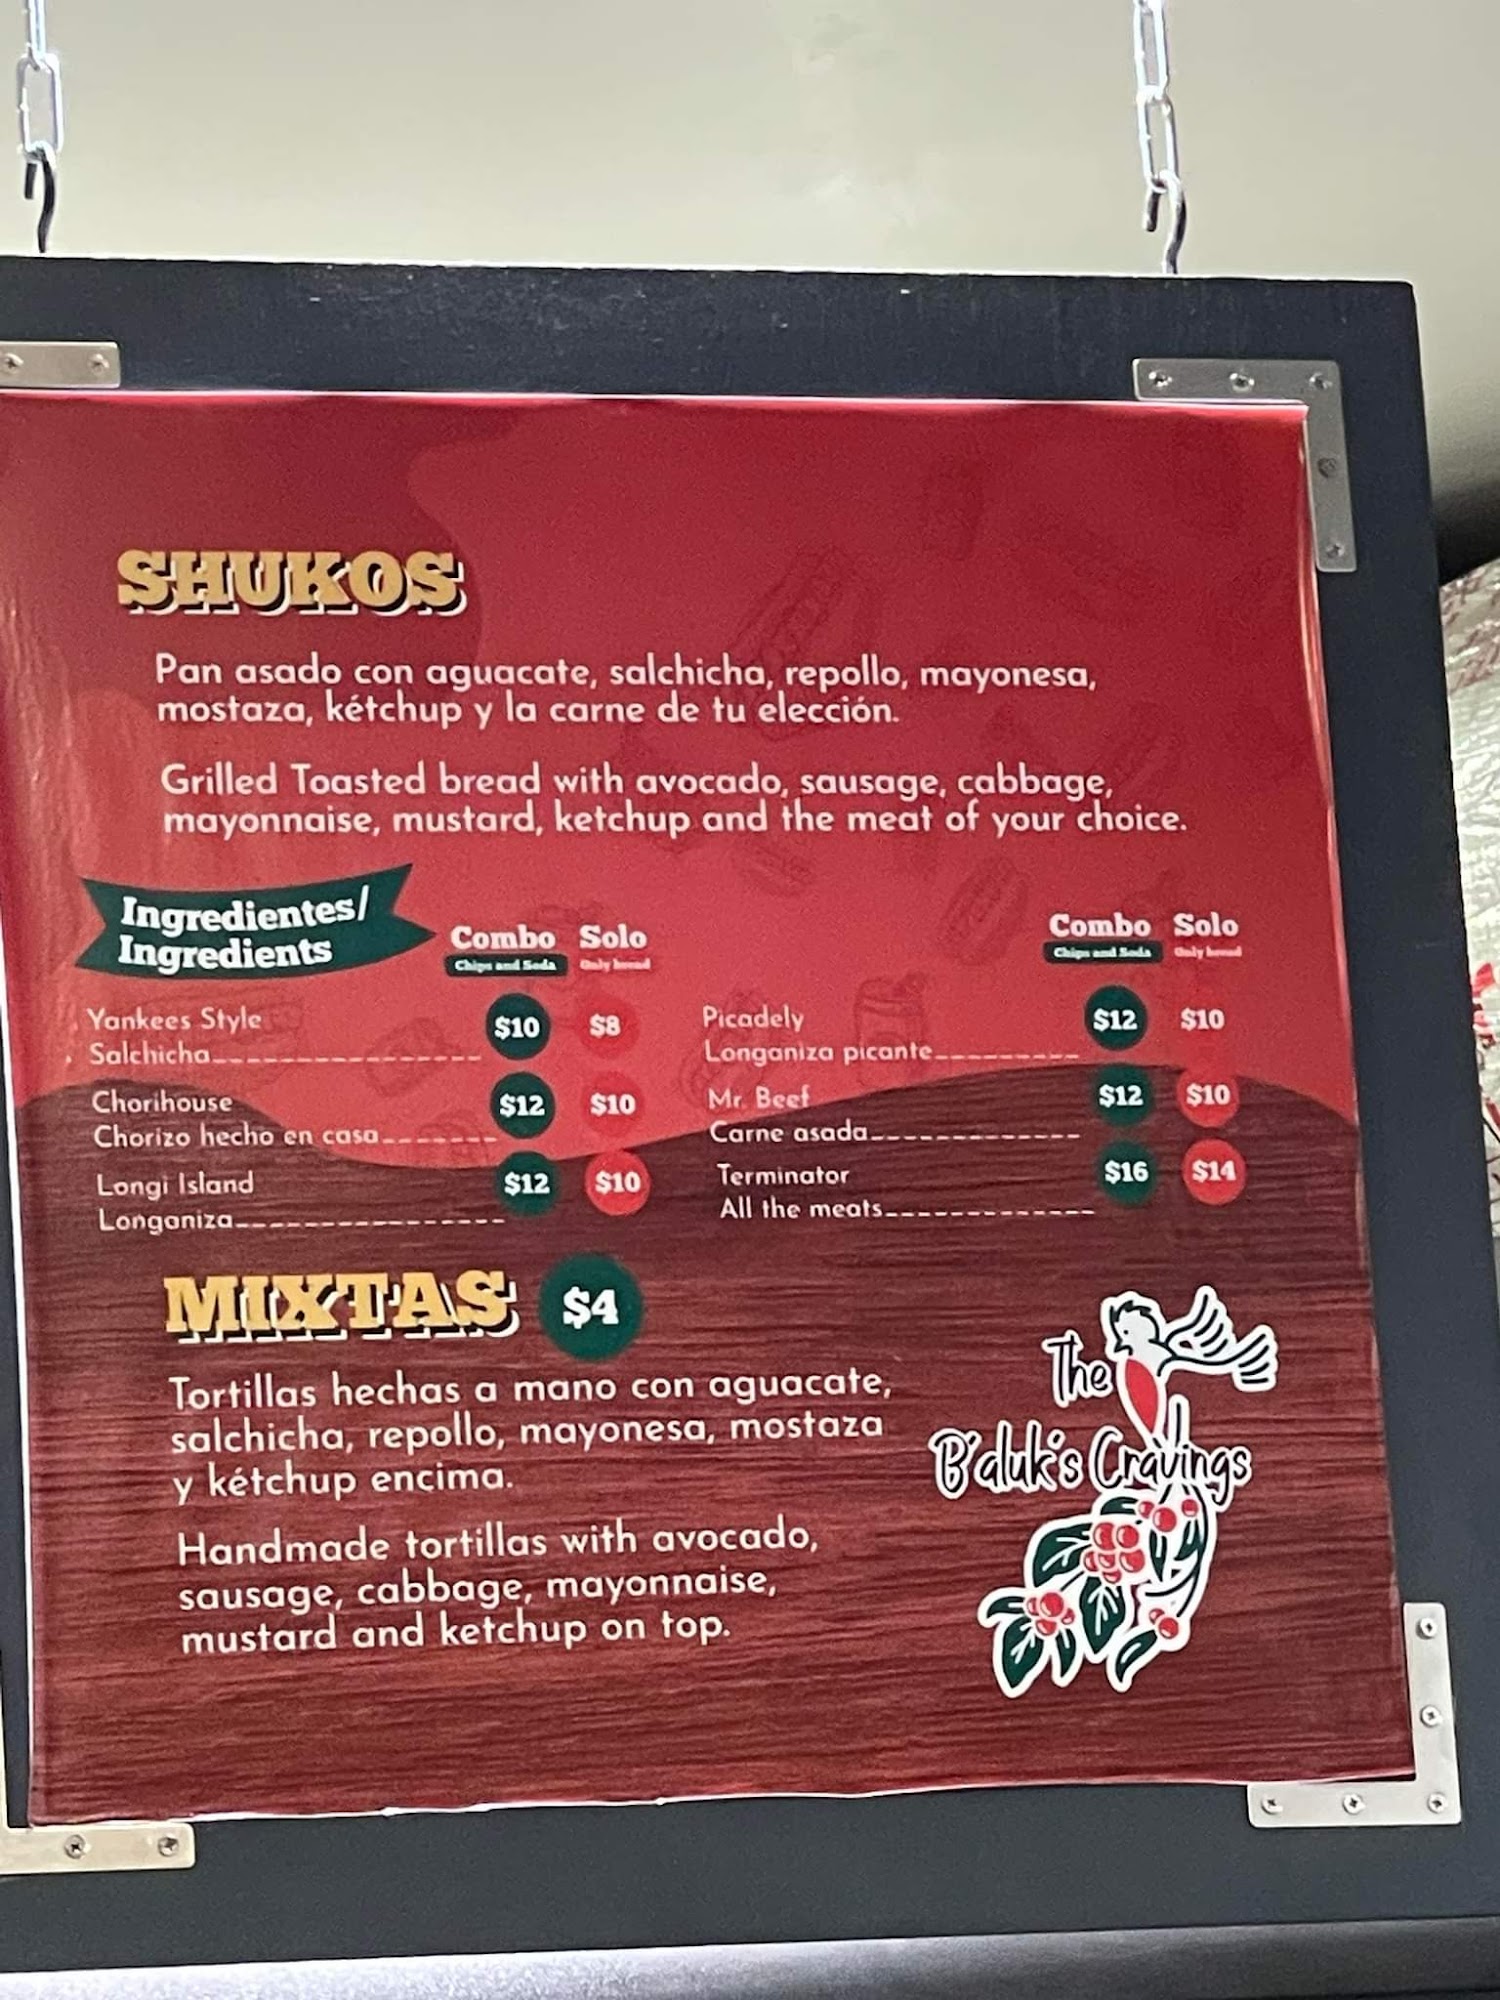 SHUKOS
Pan asado con aguacate, salchicha, repollo, mayonesa,
mostaza, kétchup y la carne de tu elección.
Grilled Toasted bread with avocado, sausage, cabbage,
mayonnaise, mustard, ketchup and the meat of your choice.
Ingredientes/
Ingredients
Combo Solo
Chips and Soda Only bread
Yankees Style $10 $8
Salchicha
Chorihouse $12 $10
Chorizo hecho en casa
Longi Island $12 $10
Longaniza
Combo Solo
Chips and Soda Only bread
Picadely $12 $10
Longaniza picante
Mr. Beef $12 $10
Carne asada
Terminator $16 $14
All the meats
MIXTAS $4
Tortillas hechas a mano con aguacate,
salchicha, repollo, mayonesa, mostaza
y kétchup encima.
Handmade tortillas with avocado,
sausage, cabbage, mayonnaise,
mustard and ketchup on top.
The
B'aluk's Cravings